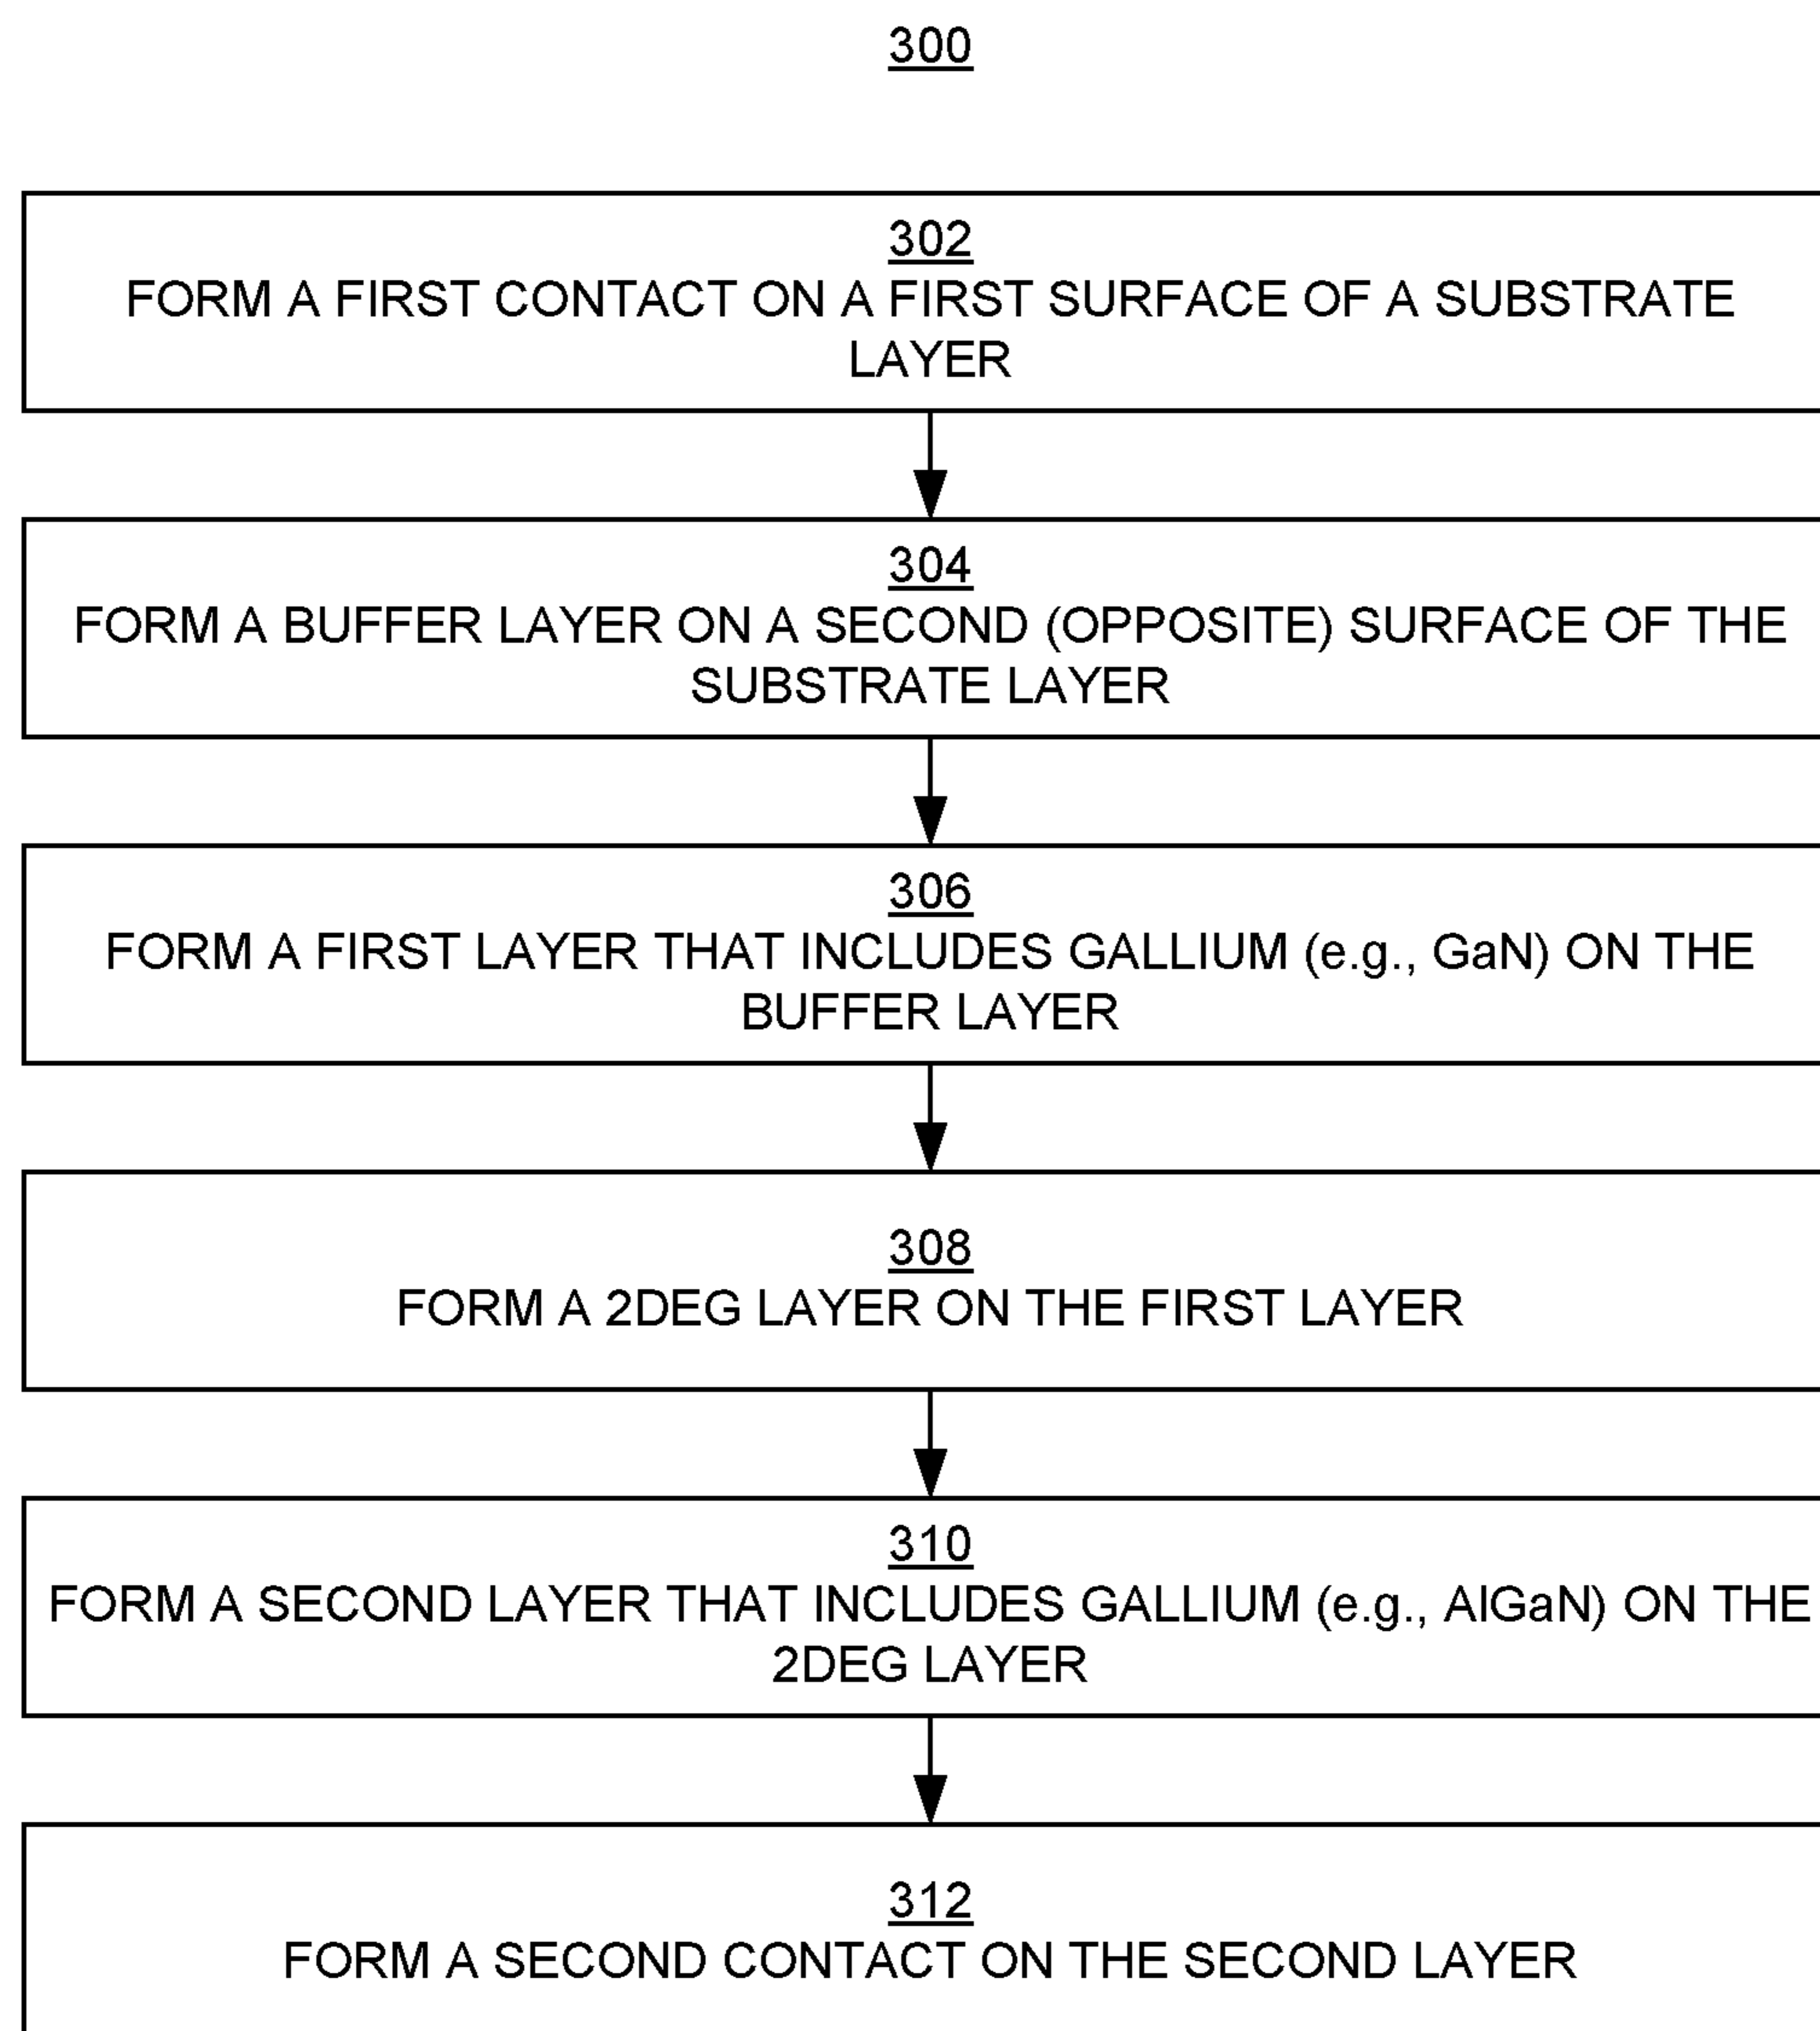 300
302
FORM A FIRST CONTACT ON A FIRST SURFACE OF A SUBSTRATE
LAYER
304
FORM A BUFFER LAYER ON A SECOND (OPPOSITE) SURFACE OF THE
SUBSTRATE LAYER
306
FORM A FIRST LAYER THAT INCLUDES GALLIUM (e.g., GaN) ON THE
BUFFER LAYER
308
FORM A 2DEG LAYER ON THE FIRST LAYER
310
FORM A SECOND LAYER THAT INCLUDES GALLIUM (e.g., AlGaN) ON THE
2DEG LAYER
312
FORM A SECOND CONTACT ON THE SECOND LAYER